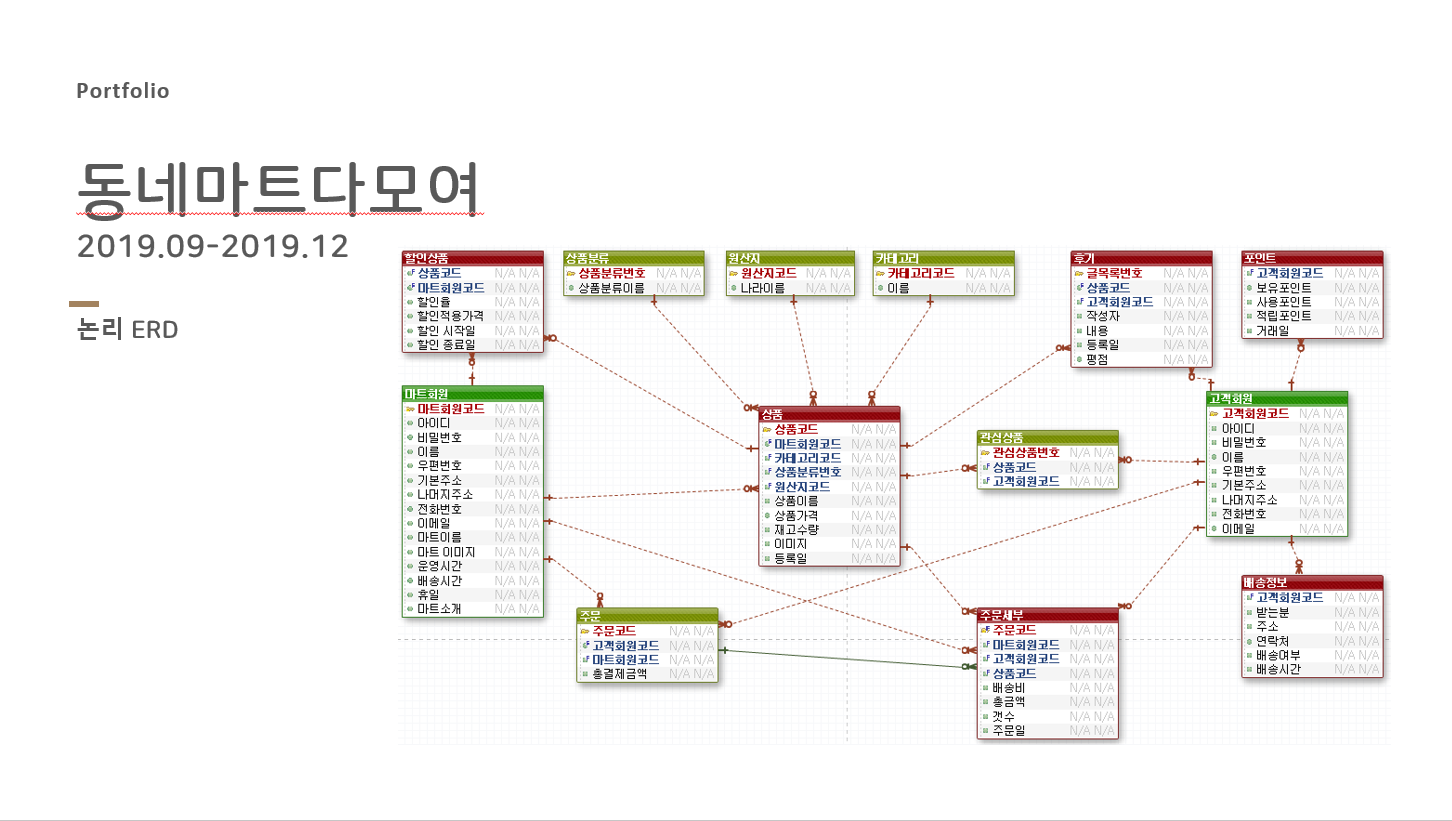 Portfolio
동네마트다모여
2019.09-2019.12
논리 ERD
할인상품
상품코드 N/A N/A
마트회원코드 N/A N/A
할인율 N/A N/A
할인적용가격 N/A N/A
할인 시작일 N/A N/A
할인 종료일 N/A N/A
상품분류
상품분류번호 N/A N/A
상품분류이름 N/A N/A
원산지
원산지코드 N/A N/A
나라이름 N/A N/A
카테고리
카테고리코드 N/A N/A
이름 N/A N/A
후기
글목록번호 N/A N/A
상품코드 N/A N/A
고객회원코드 N/A N/A
작성자 N/A N/A
내용 N/A N/A
등록일 N/A N/A
평점 N/A N/A
포인트
고객회원코드 N/A N/A
보유포인트 N/A N/A
사용포인트 N/A N/A
적립포인트 N/A N/A
거래일 N/A N/A
마트회원
마트회원코드 N/A N/A
아이디 N/A N/A
비밀번호 N/A N/A
이름 N/A N/A
우편번호 N/A N/A
기본주소 N/A N/A
나머지주소 N/A N/A
전화번호 N/A N/A
이메일 N/A N/A
마트이름 N/A N/A
마트 이미지 N/A N/A
운영시간 N/A N/A
배송시간 N/A N/A
휴일 N/A N/A
마트소개 N/A N/A
상품
상품코드 N/A N/A
마트회원코드 N/A N/A
카테고리코드 N/A N/A
상품분류번호 N/A N/A
원산지코드 N/A N/A
상품이름 N/A N/A
상품가격 N/A N/A
재고수량 N/A N/A
이미지 N/A N/A
등록일 N/A N/A
관심상품
관심상품번호 N/A N/A
상품코드 N/A N/A
고객회원코드 N/A N/A
고객회원
고객회원코드 N/A N/A
아이디 N/A N/A
비밀번호 N/A N/A
이름 N/A N/A
우편번호 N/A N/A
기본주소 N/A N/A
나머지주소 N/A N/A
전화번호 N/A N/A
이메일 N/A N/A
주문
주문코드 N/A N/A
고객회원코드 N/A N/A
마트회원코드 N/A N/A
총결제금액 N/A N/A
주문세부
주문코드 N/A N/A
마트회원코드 N/A N/A
고객회원코드 N/A N/A
상품코드 N/A N/A
배송비 N/A N/A
총금액 N/A N/A
갯수 N/A N/A
주문일 N/A N/A
배송정보
고객회원코드 N/A N/A
받는분 N/A N/A
주소 N/A N/A
연락처 N/A N/A
배송여부 N/A N/A
배송시간 N/A N/A